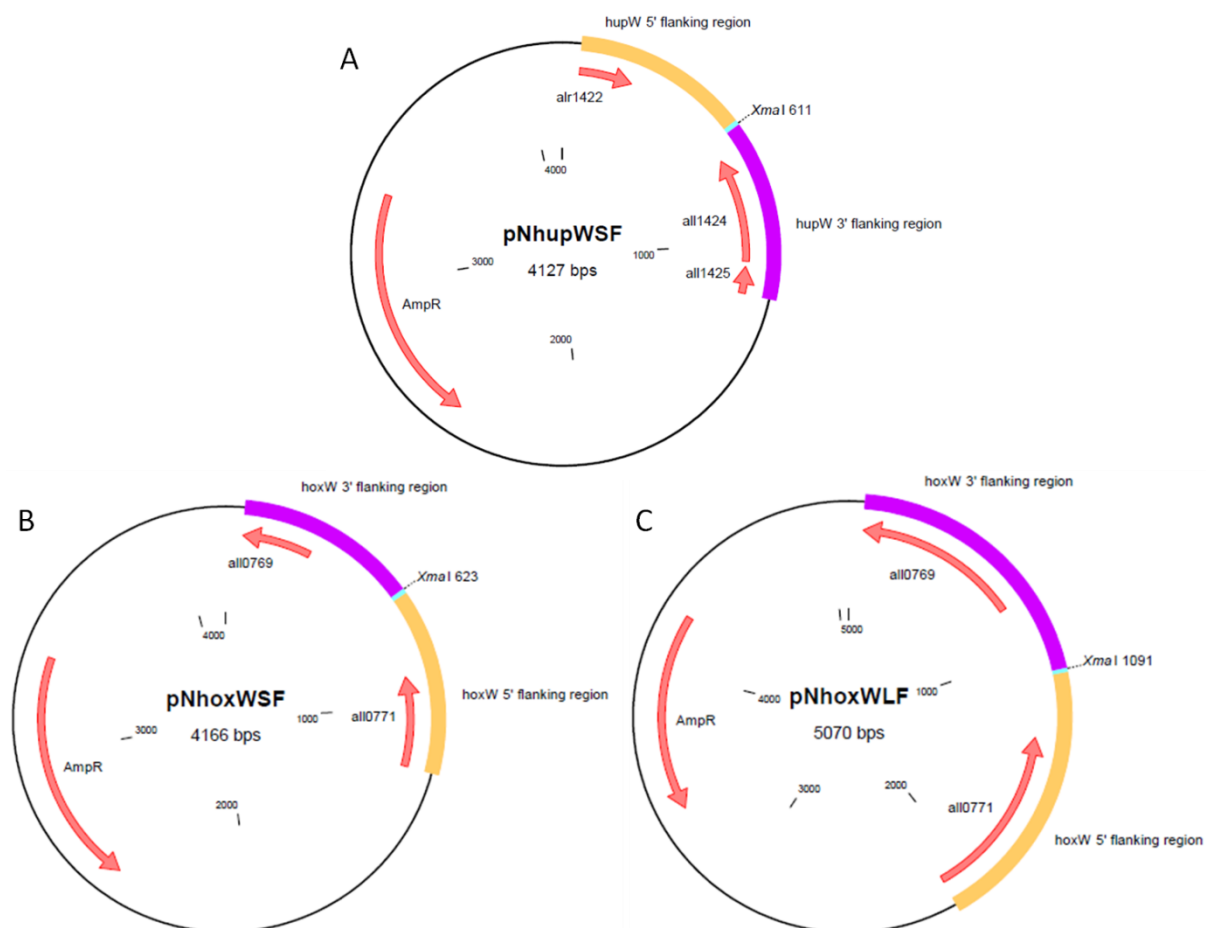 A
hupW 5' flanking region
alr1422
XmaI 611
4000
all1424
hupW 3' flanking region
pNhupWSF
4127 bps
1000
3000
all1425
AmpR
2000
B
hoxW 3' flanking region
all0769
XmaI 623
4000
pNhoxWSF
4166 bps
hoxW 5' flanking region
1000
all0771
3000
AmpR
2000
C
hoxW 3' flanking region
all0769
5000
XmaI 1091
4000
1000
pNhoxWLF
5070 bps
AmpR
3000
2000
all0771
hoxW 5' flanking region